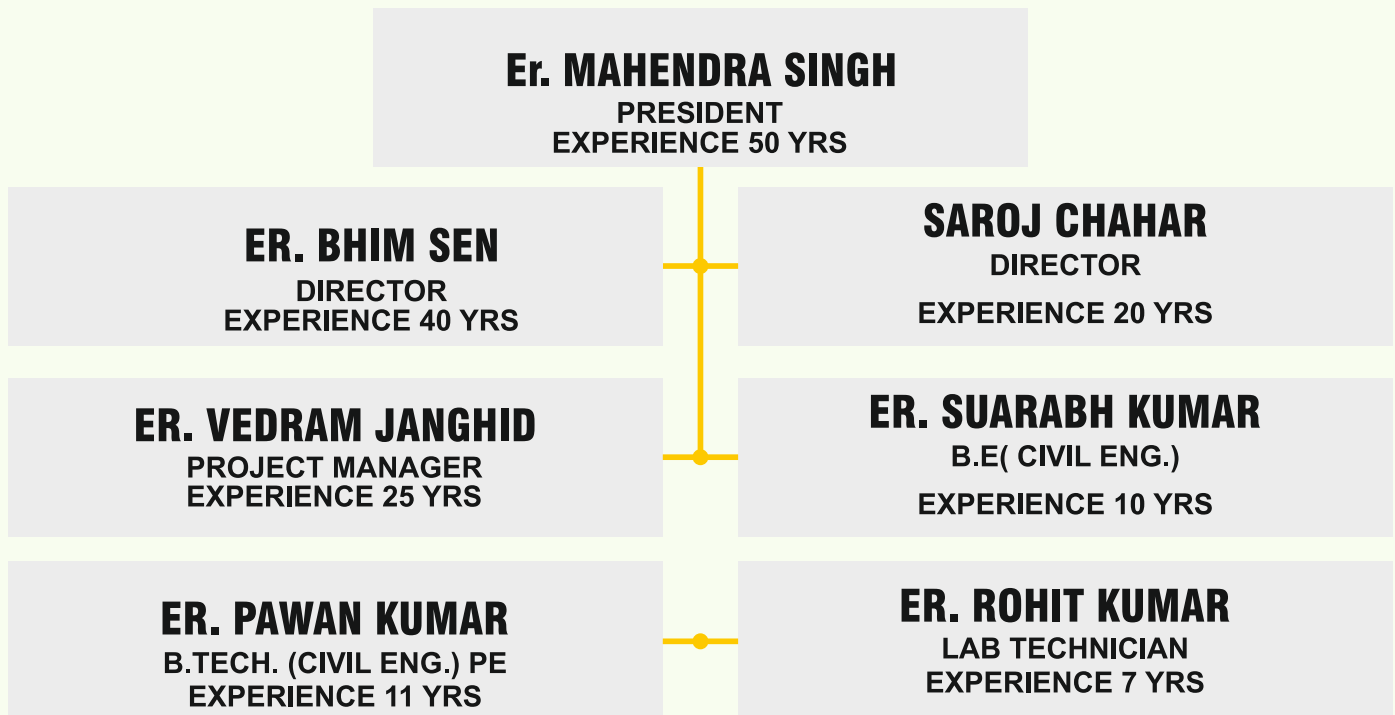 Er. MAHENDRA SINGH
PRESIDENT
EXPERIENCE 50 YRS
ER. BHIM SEN
DIRECTOR
EXPERIENCE 40 YRS
SAROJ CHAHAR
DIRECTOR
EXPERIENCE 20 YRS
ER. VEDRAM JANGHID
PROJECT MANAGER
EXPERIENCE 25 YRS
ER. SUARABH KUMAR
B.E( CIVIL ENG.)
EXPERIENCE 10 YRS
ER. PAWAN KUMAR
B.TECH. (CIVIL ENG.) PE
EXPERIENCE 11 YRS
ER. ROHIT KUMAR
LAB TECHNICIAN
EXPERIENCE 7 YRS